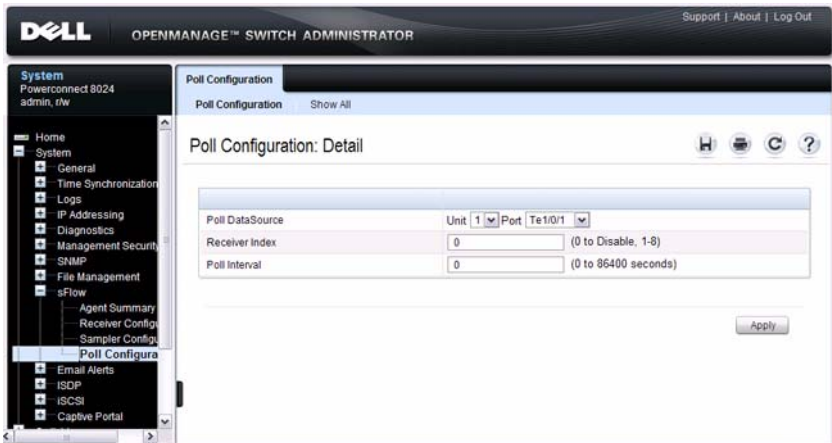 Support | About | Log Out
DELL
OPENMANAGE™ SWITCH ADMINISTRATOR
System
Powerconnect 8024
admin, r/w
Home
System
General
Time Synchronization
Logs
IP Addressing
Diagnostics
Management Security
SNMP
File Management
sFlow
Agent Summary
Receiver Configu
Sampler Configu
Poll Configura
Email Alerts
ISDP
iSCSI
Captive Portal
Poll Configuration
Poll Configuration Show All
Poll Configuration: Detail
Poll DataSource Unit 1 Port Te1/0/1
Receiver Index 0 (0 to Disable, 1-8)
Poll Interval 0 (0 to 86400 seconds)
Apply